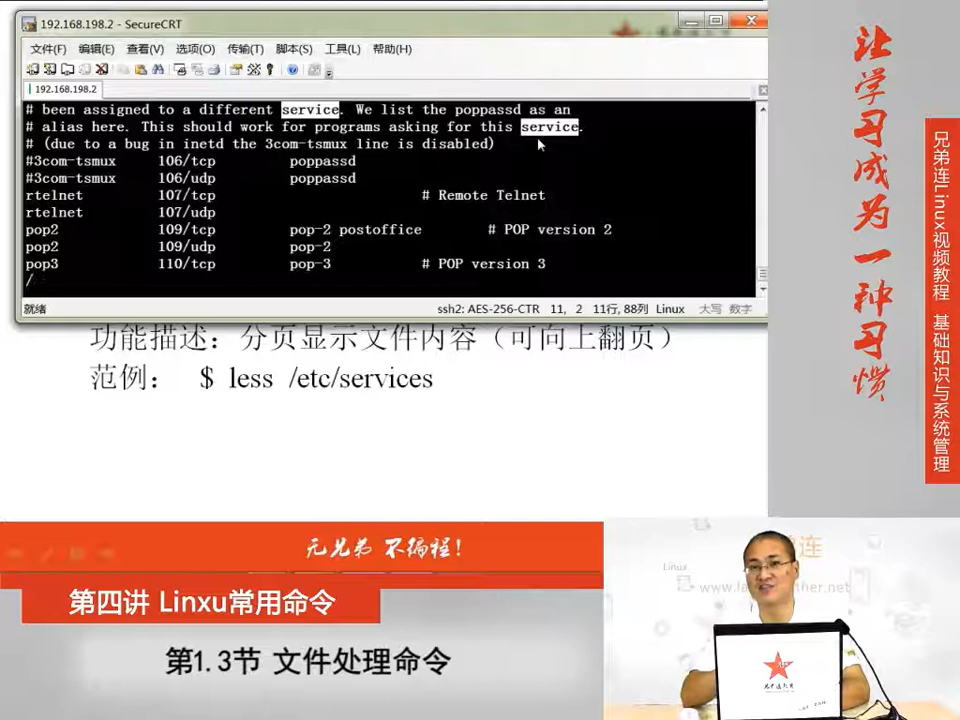 192.168.198.2 - SecureCRT
文件(F) 编辑(E) 查看(V) 选项(O) 传输(T) 脚本(S) 工具(L) 帮助(H)
192.168.198.2
# been assigned to a different service. We list the poppassd as an
# alias here. This should work for programs asking for this service.
# (due to a bug in inetd the 3com-tsmux line is disabled)
#3com-tsmux 106/tcp poppassd
#3com-tsmux 106/udp poppassd
rtelnet 107/tcp # Remote Telnet
rtelnet 107/udp
pop2 109/tcp pop-2 postoffice # POP version 2
pop2 109/udp pop-2
pop3 110/tcp pop-3 # POP version 3
/
就绪 ssh2: AES-256-CTR 11, 2 11行, 88列 Linux 大写 数字
功能描述：分页显示文件内容（可向上翻页）
范例： $ less /etc/services
让学习成为一种习惯
兄弟连Linux视频教程 基础知识与系统管理
无兄弟 不编程！
第四讲 Linxu常用命令
第1.3节 文件处理命令
Linux